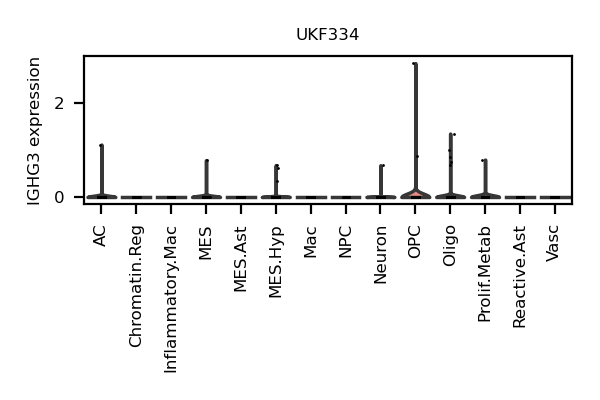 UKF334
IGHG3 expression
2
0
AC
Chromatin.Reg
Inflammatory.Mac
MES
MES.Ast
MES.Hyp
Mac
NPC
Neuron
OPC
Oligo
Prolif.Metab
Reactive.Ast
Vasc